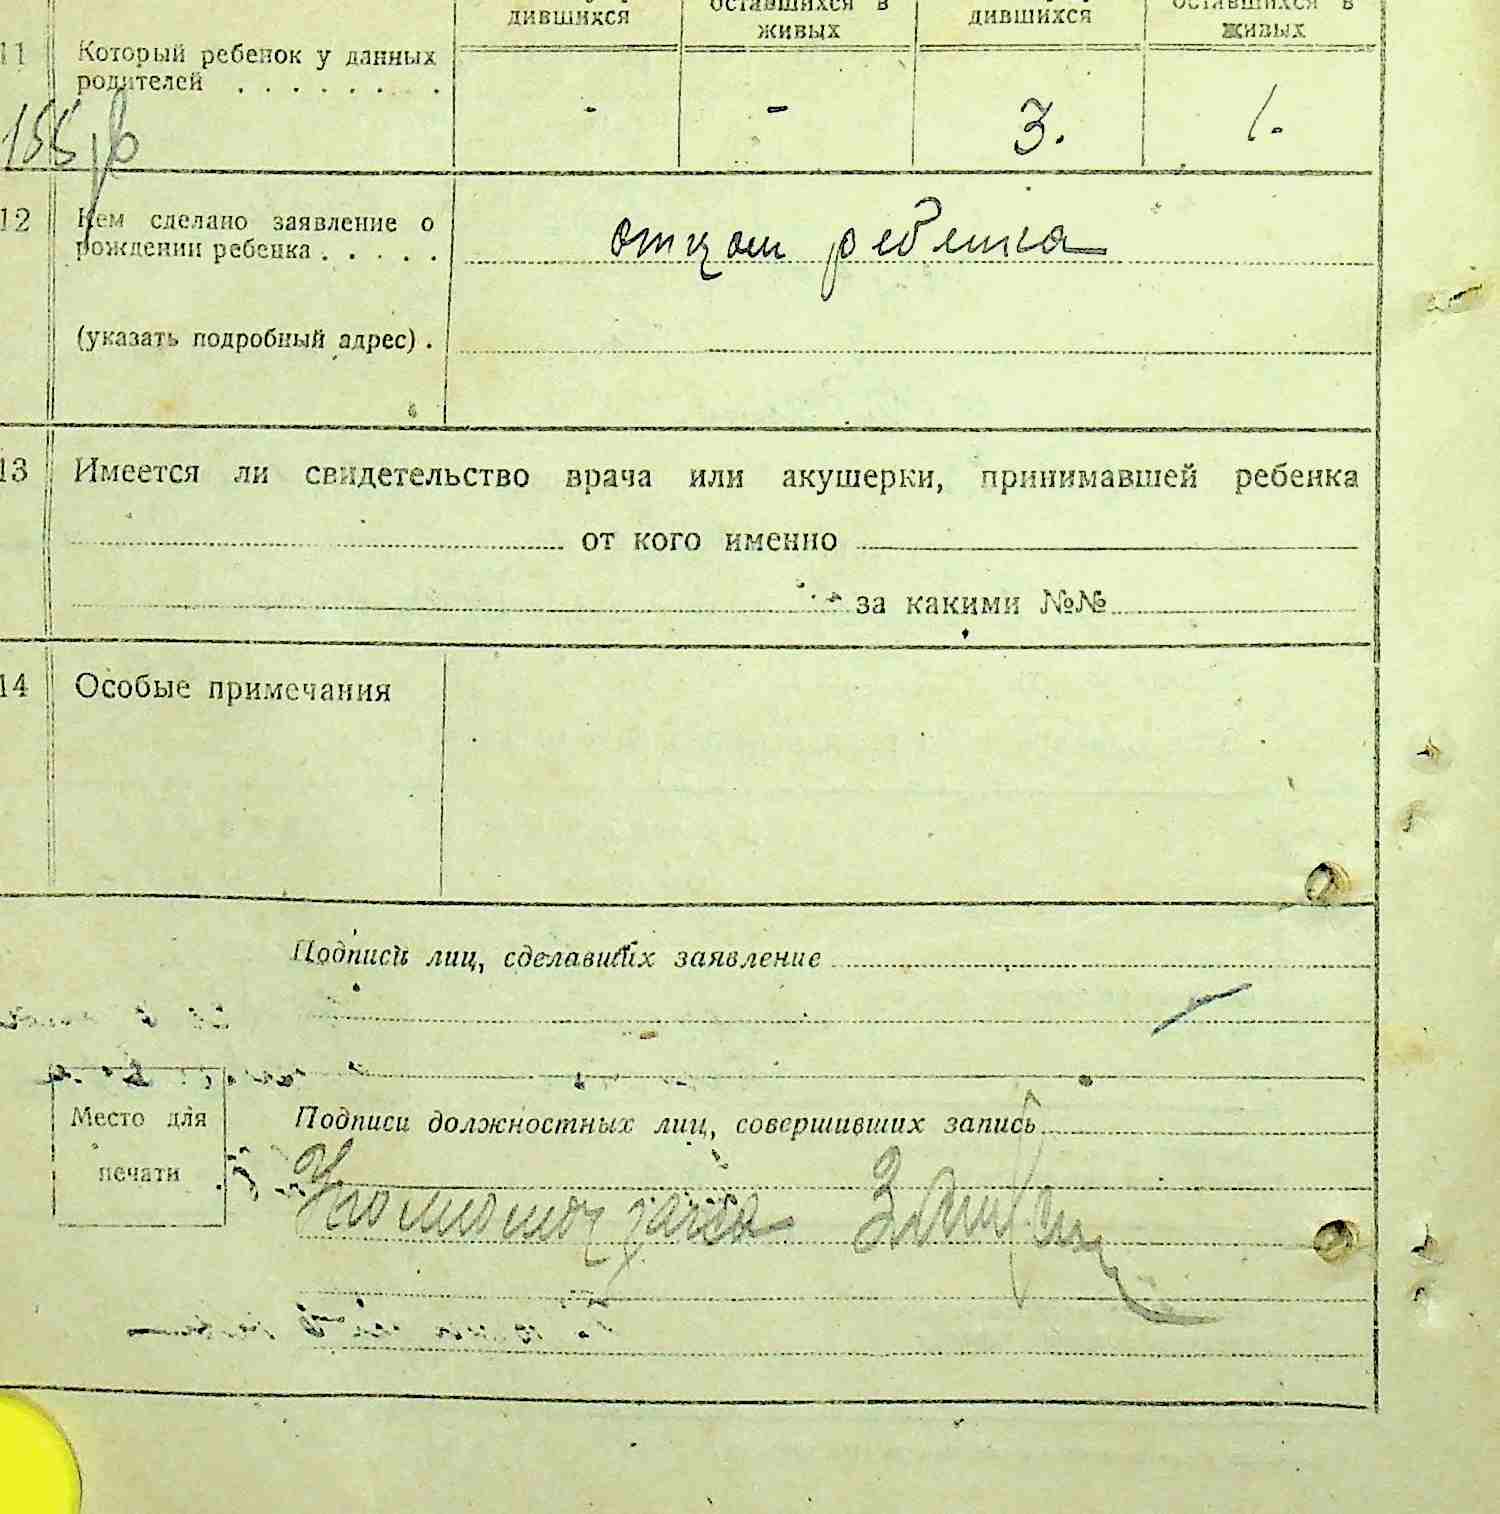 дившихся оставшихся в живых дившихся оставшихся в живых
11 Который ребенок у данных
родителей . . . . . . . - - 3. 1.
12 Кем сделано заявление о
рождении ребенка . . . . . отцом ребенка
(указать подробный адрес) .
13 Имеется ли свидетельство врача или акушерки, принимавшей ребенка
от кого именно
за какими №№
14 Особые примечания
Подписи лиц, сделавших заявление
Место для
печати
Подписи должностных лиц, совершивших запись